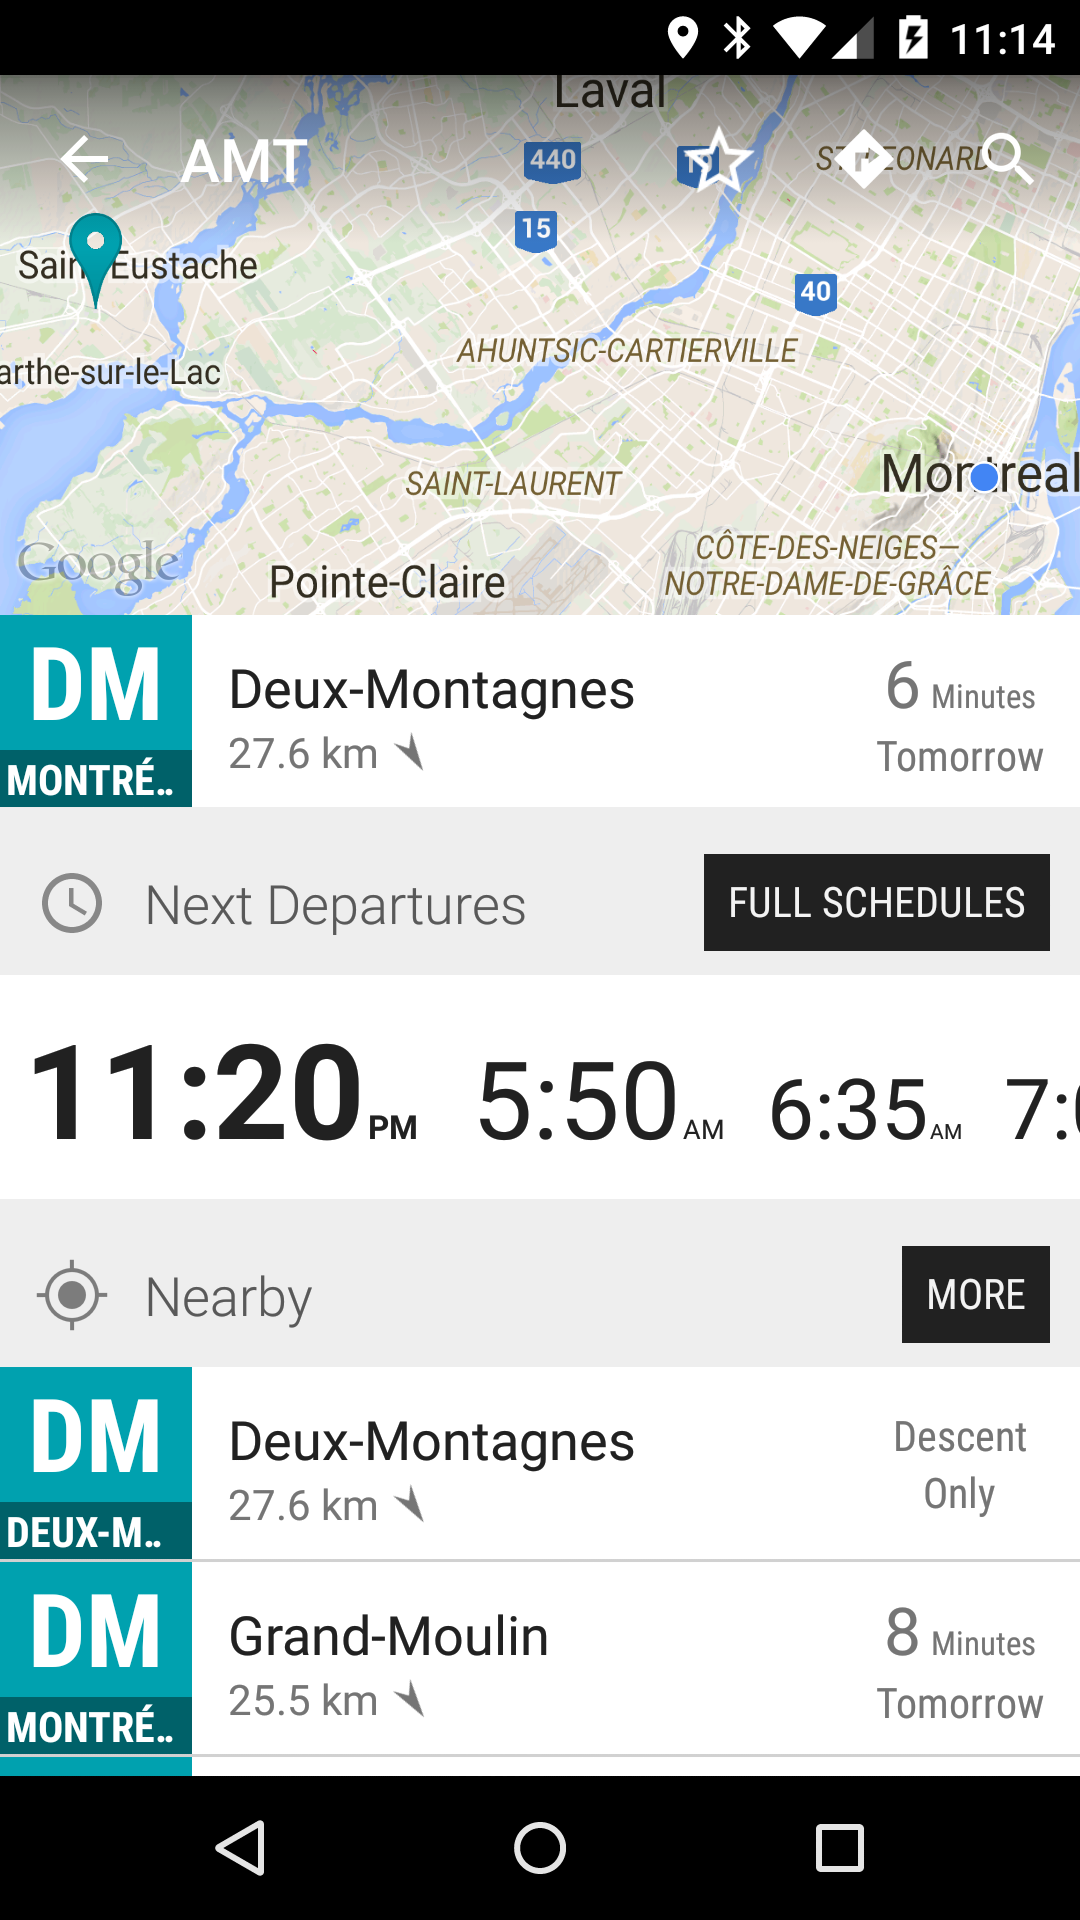 11:14
Laval
AMT
440
ST-LEONARD
15
Saint-Eustache
40
AHUNTSIC-CARTIERVILLE
arthe-sur-le-Lac
Montreal
SAINT-LAURENT
CÔTE-DES-NEIGES—
NOTRE-DAME-DE-GRÂCE
Google
Pointe-Claire
DM
MONTRÉ..
Deux-Montagnes
27.6 km
6 Minutes
Tomorrow
Next Departures
FULL SCHEDULES
11:20 PM 5:50 AM 6:35 AM 7:0
Nearby
MORE
DM
DEUX-M..
Deux-Montagnes
27.6 km
Descent
Only
DM
MONTRÉ..
Grand-Moulin
25.5 km
8 Minutes
Tomorrow